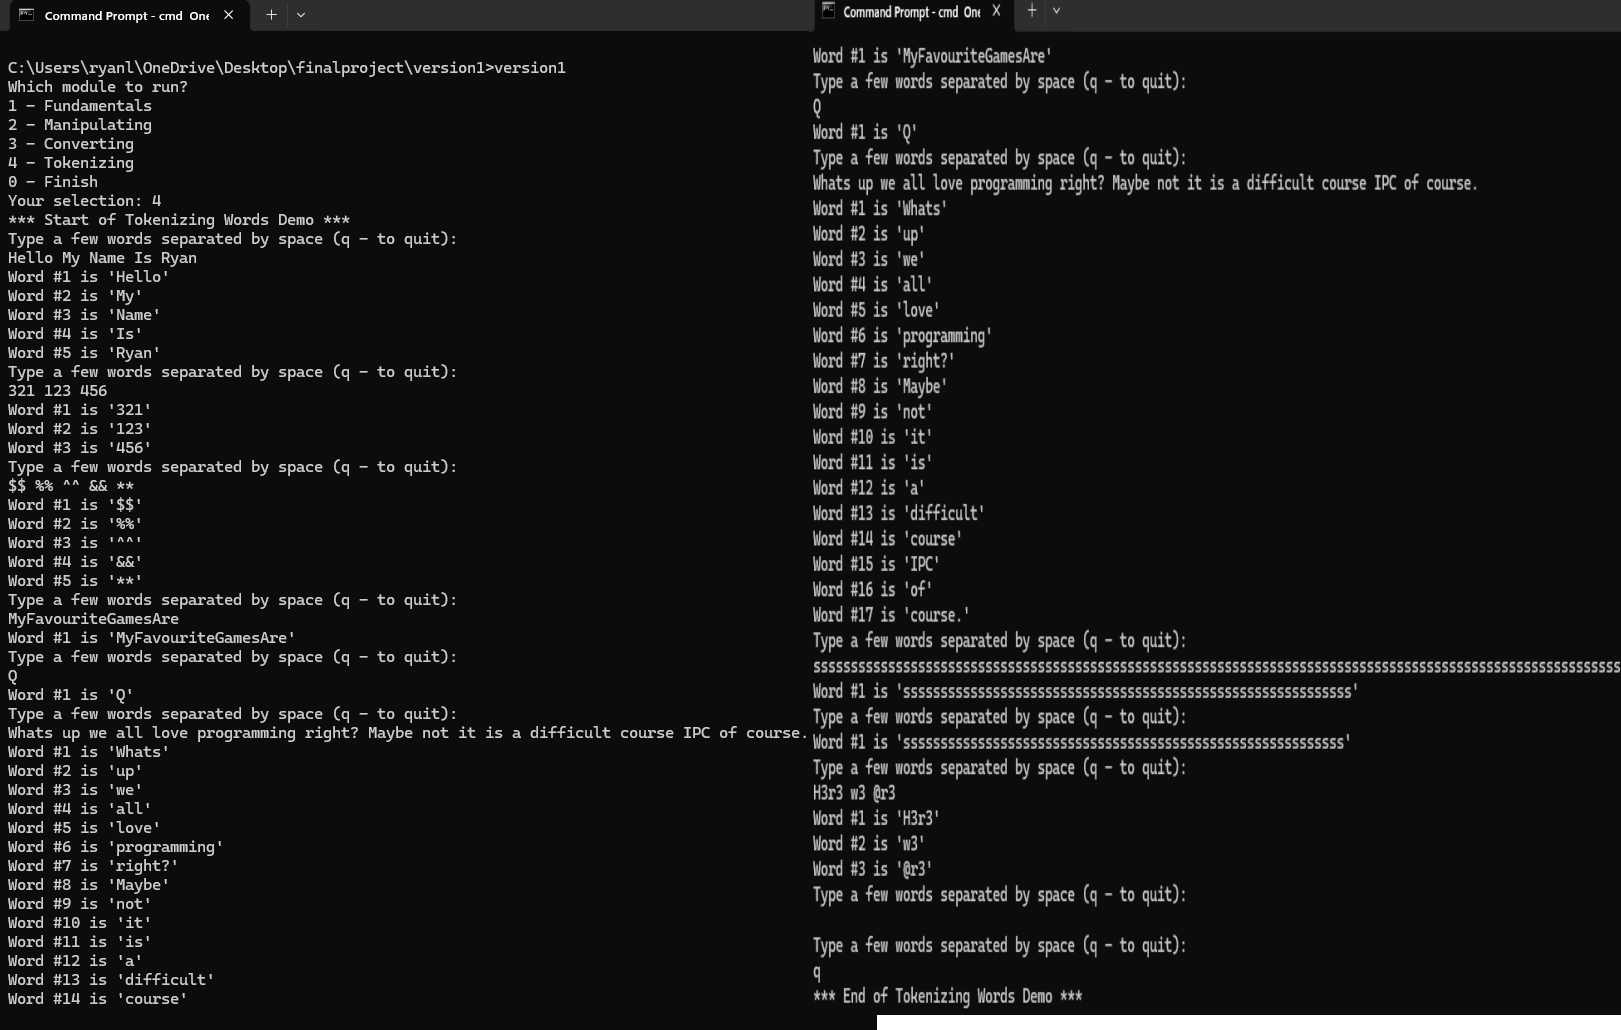 Command Prompt - cmd One
C:\Users\ryanl\OneDrive\Desktop\finalproject\version1>version1
Which module to run?
1 - Fundamentals
2 - Manipulating
3 - Converting
4 - Tokenizing
0 - Finish
Your selection: 4
*** Start of Tokenizing Words Demo ***
Type a few words separated by space (q - to quit):
Hello My Name Is Ryan
Word #1 is 'Hello'
Word #2 is 'My'
Word #3 is 'Name'
Word #4 is 'Is'
Word #5 is 'Ryan'
Type a few words separated by space (q - to quit):
321 123 456
Word #1 is '321'
Word #2 is '123'
Word #3 is '456'
Type a few words separated by space (q - to quit):
$$ %% ^^ && **
Word #1 is '$$'
Word #2 is '%%'
Word #3 is '^^'
Word #4 is '&&'
Word #5 is '**'
Type a few words separated by space (q - to quit):
MyFavouriteGamesAre
Word #1 is 'MyFavouriteGamesAre'
Type a few words separated by space (q - to quit):
Q
Word #1 is 'Q'
Type a few words separated by space (q - to quit):
Whats up we all love programming right? Maybe not it is a difficult course IPC of course.
Word #1 is 'Whats'
Word #2 is 'up'
Word #3 is 'we'
Word #4 is 'all'
Word #5 is 'love'
Word #6 is 'programming'
Word #7 is 'right?'
Word #8 is 'Maybe'
Word #9 is 'not'
Word #10 is 'it'
Word #11 is 'is'
Word #12 is 'a'
Word #13 is 'difficult'
Word #14 is 'course'
Command Prompt - cmd One
Word #1 is 'MyFavouriteGamesAre'
Type a few words separated by space (q - to quit):
Q
Word #1 is 'Q'
Type a few words separated by space (q - to quit):
Whats up we all love programming right? Maybe not it is a difficult course IPC of course.
Word #1 is 'Whats'
Word #2 is 'up'
Word #3 is 'we'
Word #4 is 'all'
Word #5 is 'love'
Word #6 is 'programming'
Word #7 is 'right?'
Word #8 is 'Maybe'
Word #9 is 'not'
Word #10 is 'it'
Word #11 is 'is'
Word #12 is 'a'
Word #13 is 'difficult'
Word #14 is 'course'
Word #15 is 'IPC'
Word #16 is 'of'
Word #17 is 'course.'
Type a few words separated by space (q - to quit):
ssssssssssssssssssssssssssssssssssssssssssssssssssssssssssssssssssssssssssssssssssssssssssssssssssssssssssss
Word #1 is 'ssssssssssssssssssssssssssssssssssssssssssssssssssssssssssss'
Type a few words separated by space (q - to quit):
Word #1 is 'sssssssssssssssssssssssssssssssssssssssssssssssssssssssssss'
Type a few words separated by space (q - to quit):
H3r3 w3 @r3
Word #1 is 'H3r3'
Word #2 is 'w3'
Word #3 is '@r3'
Type a few words separated by space (q - to quit):
Type a few words separated by space (q - to quit):
q
*** End of Tokenizing Words Demo ***